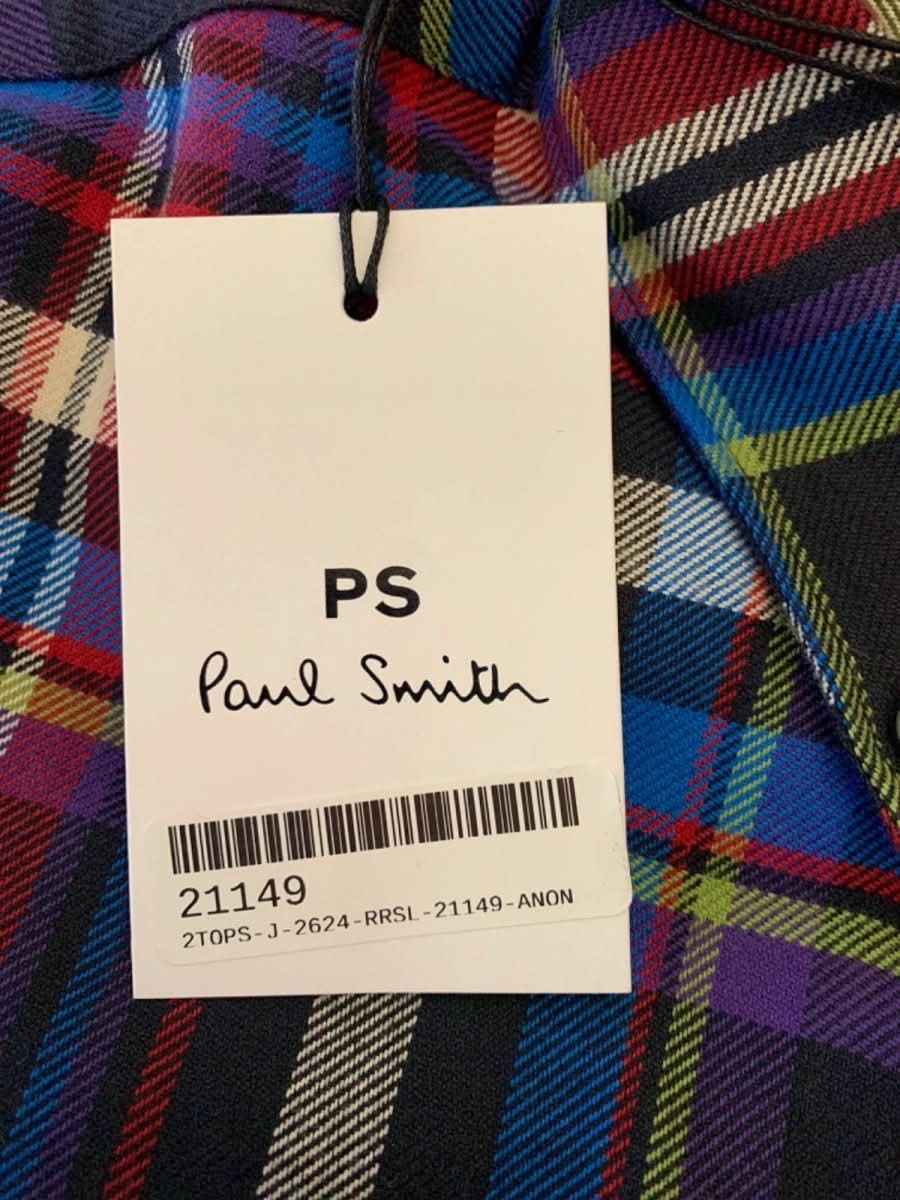 PS
Paul Smith
21149
2TOPS-J-2624-RRSL-21149-ANON